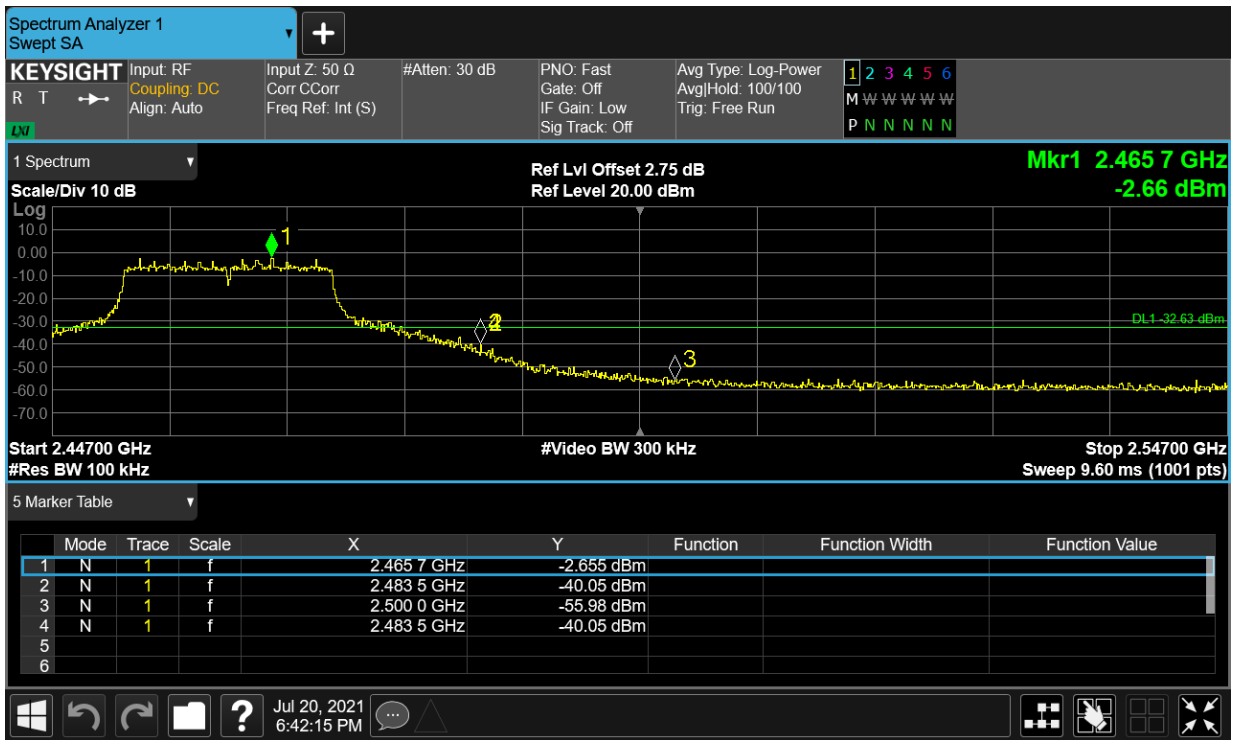 Spectrum Analyzer 1
Swept SA
KEYSIGHT
R T
LXI
Input: RF
Coupling: DC
Align: Auto
Input Z: 50 Ω
Corr CCorr
Freq Ref: Int (S)
#Atten: 30 dB
PNO: Fast
Gate: Off
IF Gain: Low
Sig Track: Off
Avg Type: Log-Power
Avg|Hold: 100/100
Trig: Free Run
1 2 3 4 5 6
M W W W W W
P N N N N N
1 Spectrum
Scale/Div 10 dB
Ref Lvl Offset 2.75 dB
Ref Level 20.00 dBm
Mkr1 2.465 7 GHz
-2.66 dBm
Log
10.0
0.00
-10.0
-20.0
-30.0
-40.0
-50.0
-60.0
-70.0
1
3
DL1 -32.63 dBm
Start 2.44700 GHz
#Res BW 100 kHz
#Video BW 300 kHz
Stop 2.54700 GHz
Sweep 9.60 ms (1001 pts)
5 Marker Table
Mode Trace Scale X Y Function Function Width Function Value
1 N 1 f 2.465 7 GHz -2.655 dBm
2 N 1 f 2.483 5 GHz -40.05 dBm
3 N 1 f 2.500 0 GHz -55.98 dBm
4 N 1 f 2.483 5 GHz -40.05 dBm
5
6
?
Jul 20, 2021
6:42:15 PM